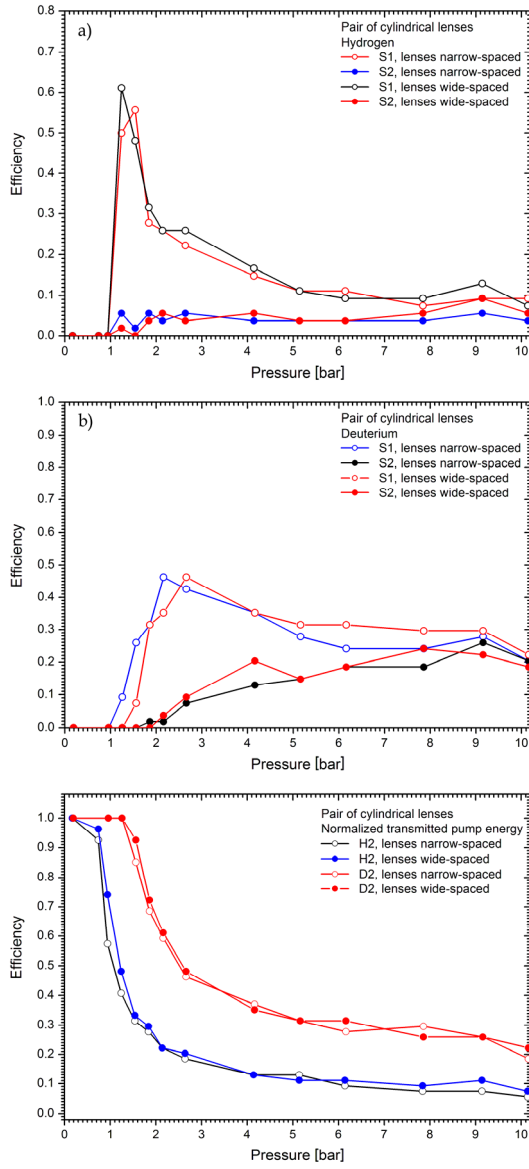 a)
Pair of cylindrical lenses
Hydrogen
S1, lenses narrow-spaced
S2, lenses narrow-spaced
S1, lenses wide-spaced
S2, lenses wide-spaced
Efficiency
0.8
0.7
0.6
0.5
0.4
0.3
0.2
0.1
0.0
0 1 2 3 4 5 6 7 8 9 10
Pressure [bar]
b)
Pair of cylindrical lenses
Deuterium
S1, lenses narrow-spaced
S2, lenses narrow-spaced
S1, lenses wide-spaced
S2, lenses wide-spaced
Efficiency
1.0
0.9
0.8
0.7
0.6
0.5
0.4
0.3
0.2
0.1
0.0
0 1 2 3 4 5 6 7 8 9 10
Pressure [bar]
Pair of cylindrical lenses
Normalized transmitted pump energy
H2, lenses narrow-spaced
H2, lenses wide-spaced
D2, lenses narrow-spaced
D2, lenses wide-spaced
Efficiency
1.0
0.9
0.8
0.7
0.6
0.5
0.4
0.3
0.2
0.1
0.0
0 1 2 3 4 5 6 7 8 9 10
Pressure [bar]